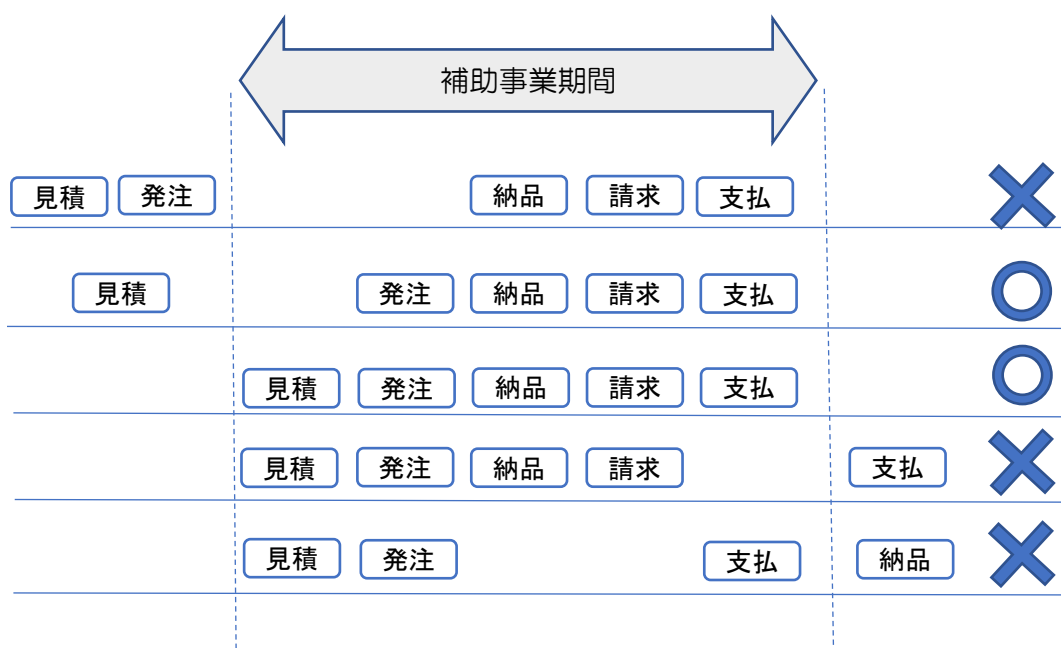 補助事業期間
見積 発注 納品 請求 支払
見積 発注 納品 請求 支払
見積 発注 納品 請求 支払
見積 発注 納品 請求 支払
見積 発注 支払 納品